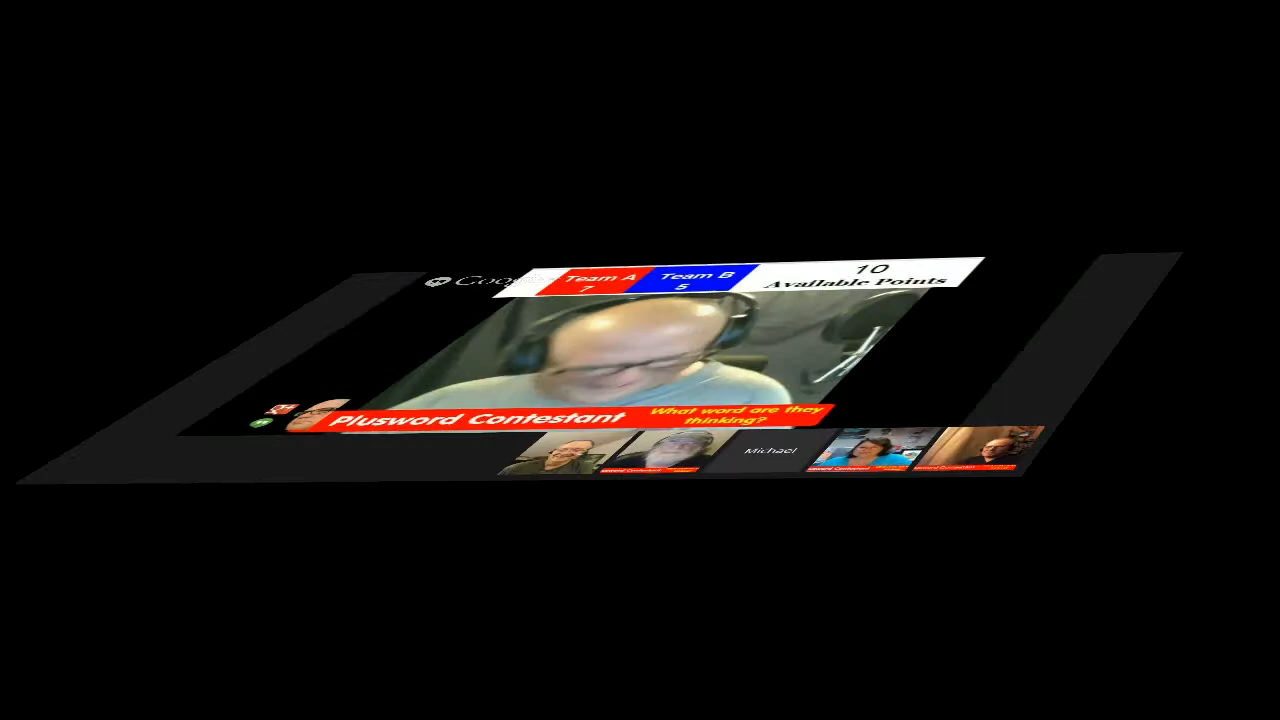 Team A
7
Team B
5
10
Available Points
Plusword Contestant
What word are they
thinking?
Michael